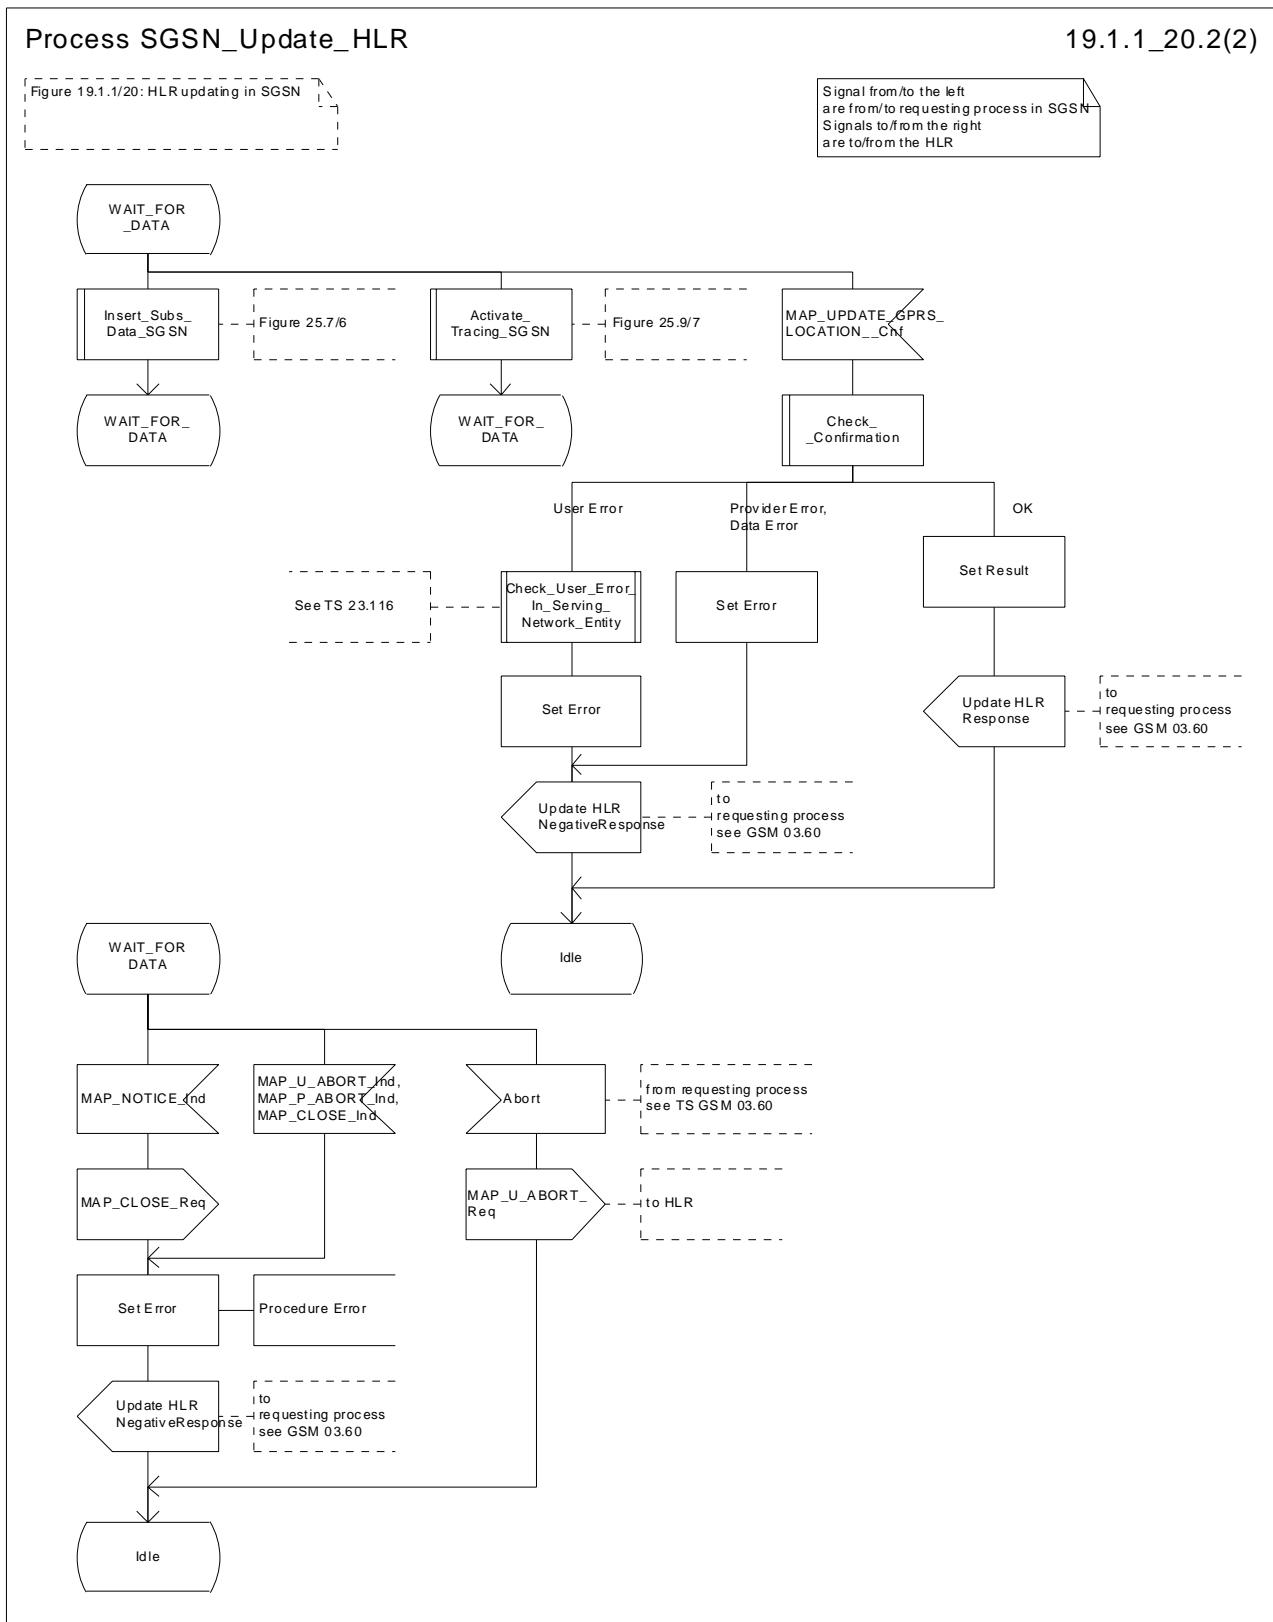 Process SGSN_Update_HLR
19.1.1_20.2(2)
Figure 19.1.1/20: HLR updating in SGSN
Signal from/to the left
are from/to requesting process in SGSN
Signals to/from the right
are to/from the HLR
WAIT_FOR
_DATA
Insert_Subs_
Data_SGSN
Figure 25.7/6
Activate_
Tracing_SGSN
Figure 25.9/7
MAP_UPDATE_GPRS_
LOCATION__Cnf
WAIT_FOR_
DATA
WAIT_FOR_
DATA
Check_
_Confirmation
User Error
Provider Error,
Data Error
OK
See TS 23.116
Check_User_Error_
In_Serving_
Network_Entity
Set Error
Set Result
Set Error
Update HLR
Response
to
requesting process
see GSM 03.60
Update HLR
NegativeResponse
to
requesting process
see GSM 03.60
Idle
WAIT_FOR
DATA
MAP_NOTICE_Ind
MAP_U_ABORT_Ind,
MAP_P_ABORT_Ind,
MAP_CLOSE_Ind
Abort
from requesting process
see TS GSM 03.60
MAP_CLOSE_Req
MAP_U_ABORT_
Req
to HLR
Set Error
Procedure Error
Update HLR
NegativeResponse
to
requesting process
see GSM 03.60
Idle